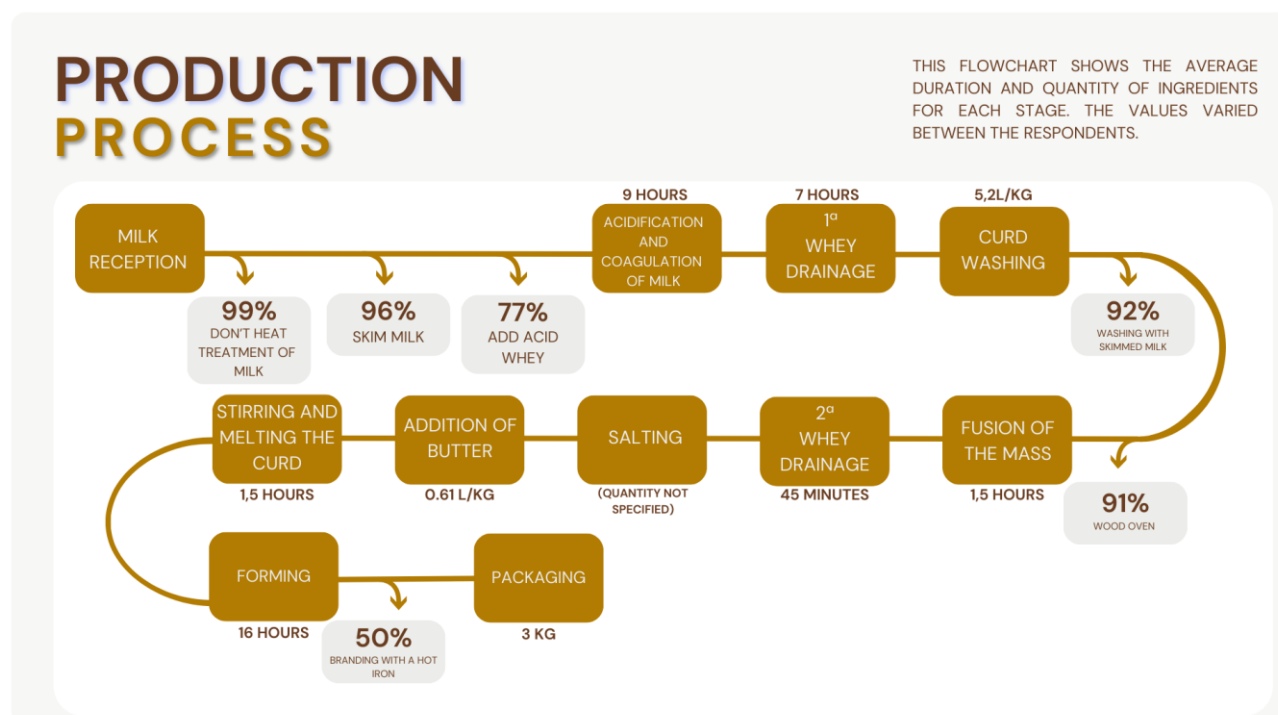 PRODUCTION
PROCESS
THIS FLOWCHART SHOWS THE AVERAGE
DURATION AND QUANTITY OF INGREDIENTS
FOR EACH STAGE. THE VALUES VARIED
BETWEEN THE RESPONDENTS.
MILK
RECEPTION
99%
DON'T HEAT
TREATMENT OF
MILK
96%
SKIM MILK
77%
ADD ACID
WHEY
9 HOURS
ACIDIFICATION
AND
COAGULATION
OF MILK
7 HOURS
1ª
WHEY
DRAINAGE
5,2L/KG
CURD
WASHING
92%
WASHING WITH
SKIMMED MILK
91%
WOOD OVEN
FUSION OF
THE MASS
1,5 HOURS
2ª
WHEY
DRAINAGE
45 MINUTES
SALTING
(QUANTITY NOT
SPECIFIED)
ADDITION OF
BUTTER
0.61 L/KG
STIRRING AND
MELTING THE
CURD
1,5 HOURS
FORMING
16 HOURS
50%
BRANDING WITH A HOT
IRON
PACKAGING
3 KG